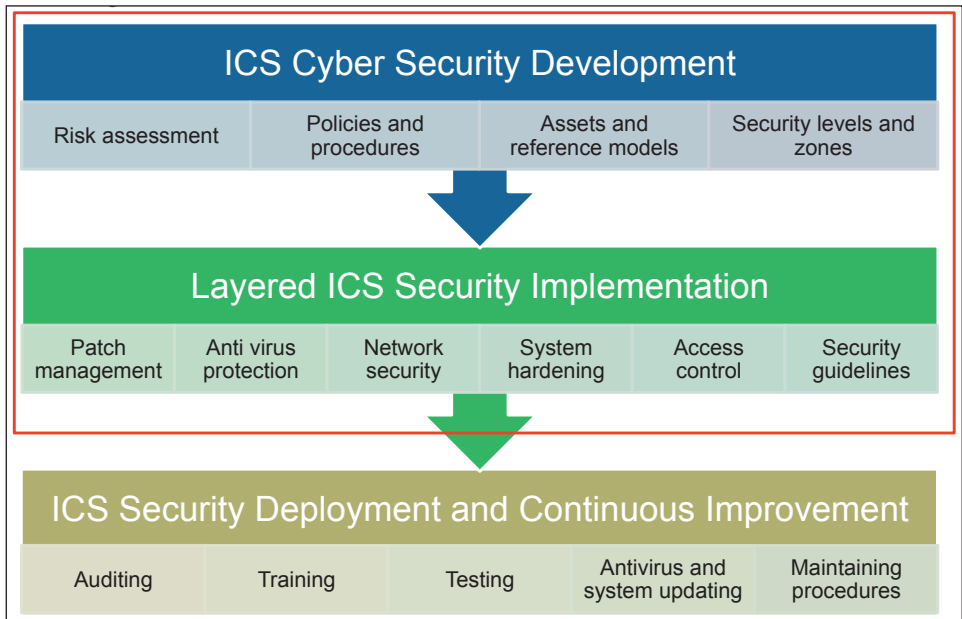 ICS Cyber Security Development
Risk assessment
Policies and
procedures
Assets and
reference models
Security levels and
zones
Layered ICS Security Implementation
Patch
management
Anti virus
protection
Network
security
System
hardening
Access
control
Security
guidelines
ICS Security Deployment and Continuous Improvement
Auditing
Training
Testing
Antivirus and
system updating
Maintaining
procedures